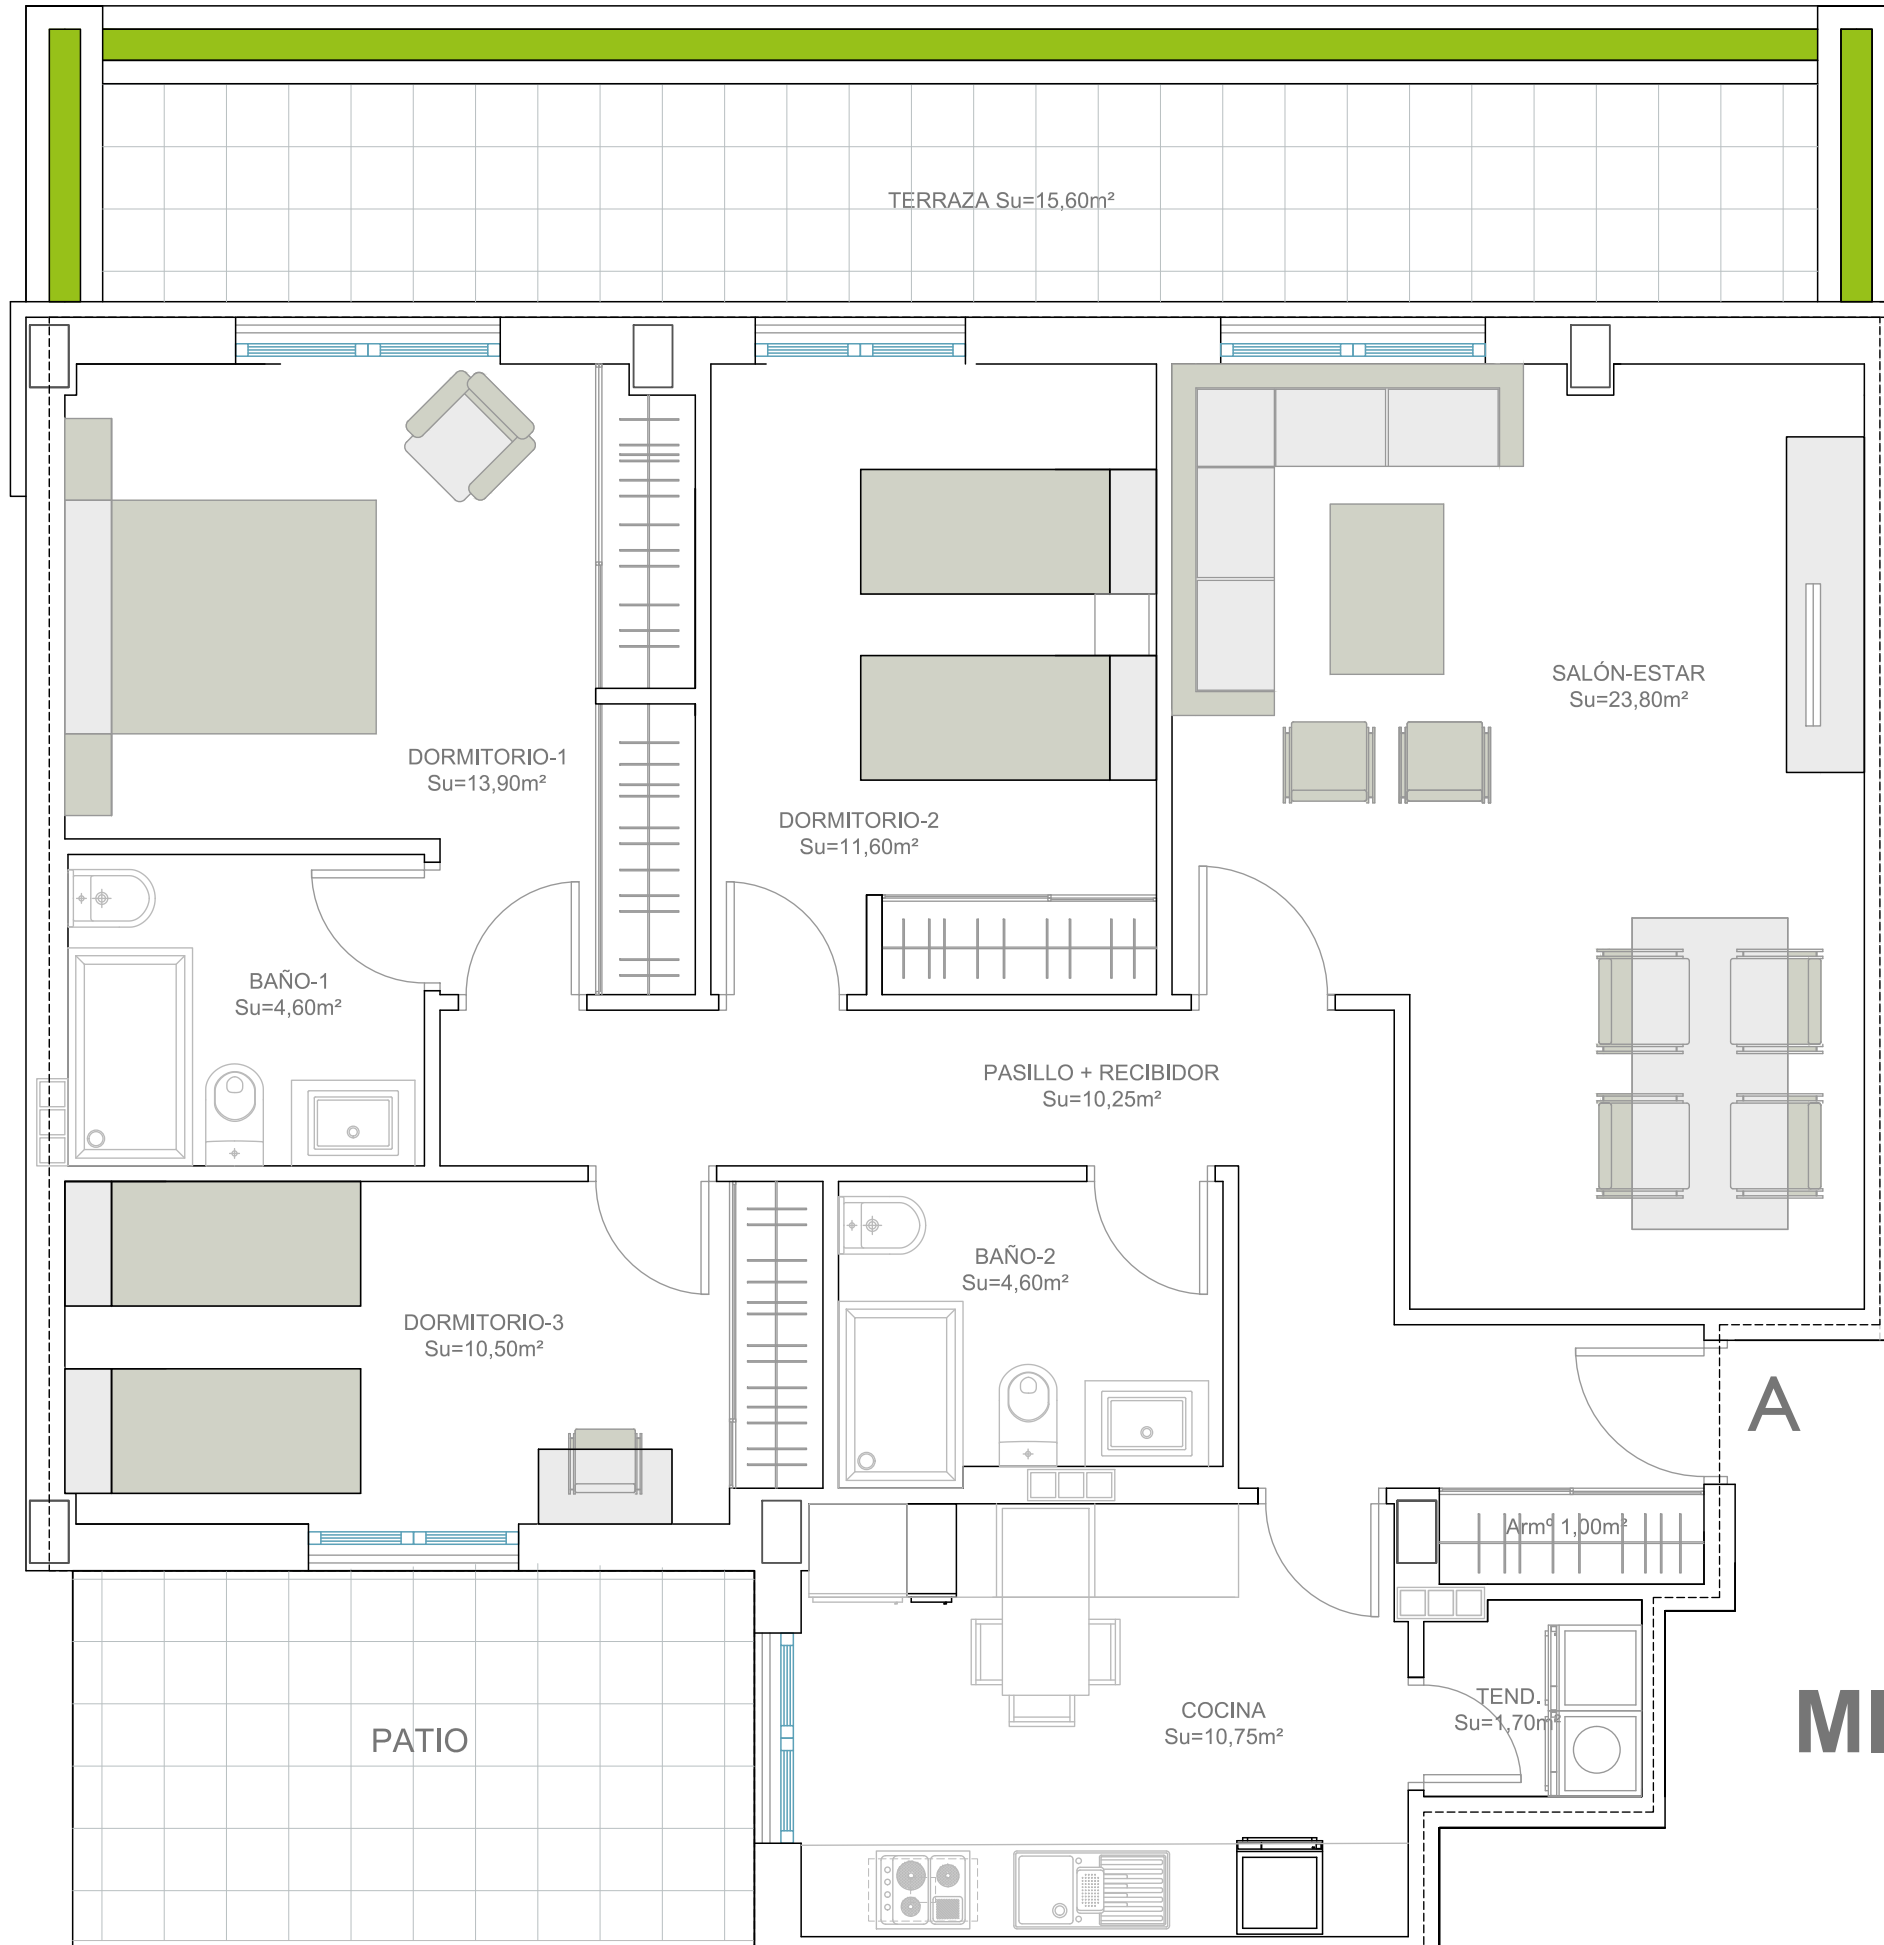 TERRAZA Su=15,60m²
SALÓN-ESTAR
Su=23,80m²
DORMITORIO-1
Su=13,90m²
DORMITORIO-2
Su=11,60m²
BAÑO-1
Su=4,60m²
PASILLO + RECIBIDOR
Su=10,25m²
BAÑO-2
Su=4,60m²
DORMITORIO-3
Su=10,50m²
A
Armº 1,00m²
TEND.
Su=1,70m²
COCINA
Su=10,75m²
PATIO